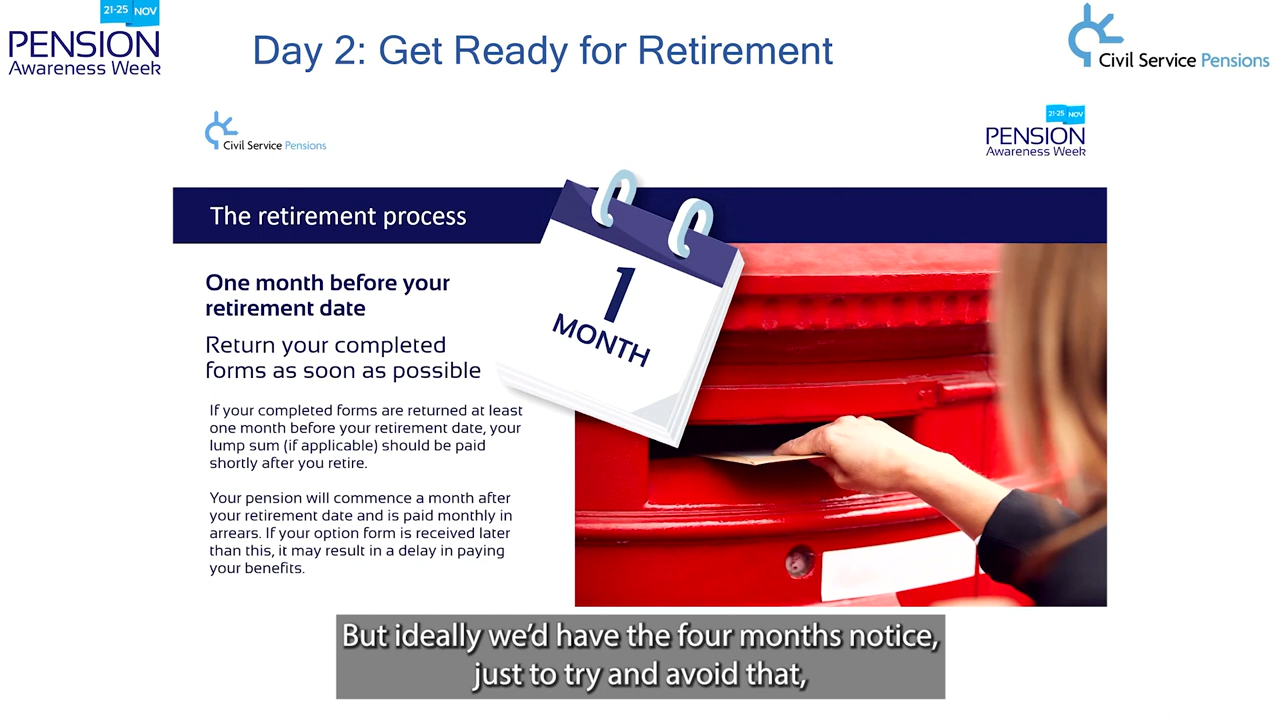 21-25 NOV
PENSION
Awareness Week
Day 2: Get Ready for Retirement
Civil Service Pensions
Civil Service Pensions
21-25 NOV
PENSION
Awareness Week
The retirement process
One month before your
retirement date
Return your completed
forms as soon as possible
If your completed forms are returned at least
one month before your retirement date, your
lump sum (if applicable) should be paid
shortly after you retire.
Your pension will commence a month after
your retirement date and is paid monthly in
arrears. If your option form is received later
than this, it may result in a delay in paying
your benefits.
1
MONTH
But ideally we’d have the four months notice,
just to try and avoid that,